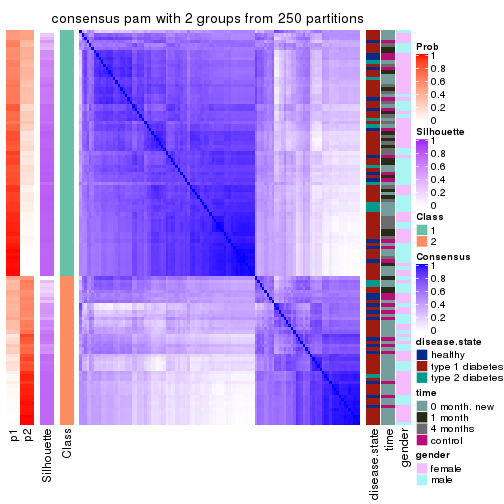 consensus pam with 2 groups from 250 partitions
Prob
1
0.8
0.6
0.4
0.2
0
Silhouette
1
0.8
0.6
0.4
0.2
0
Class
1
2
Consensus
1
0.8
0.6
0.4
0.2
0
disease.state
healthy
type 1 diabetes
type 2 diabetes
time
0 month. new
1 month
4 months
control
gender
female
male
p1
p2
Silhouette
Class
disease.state
time
gender